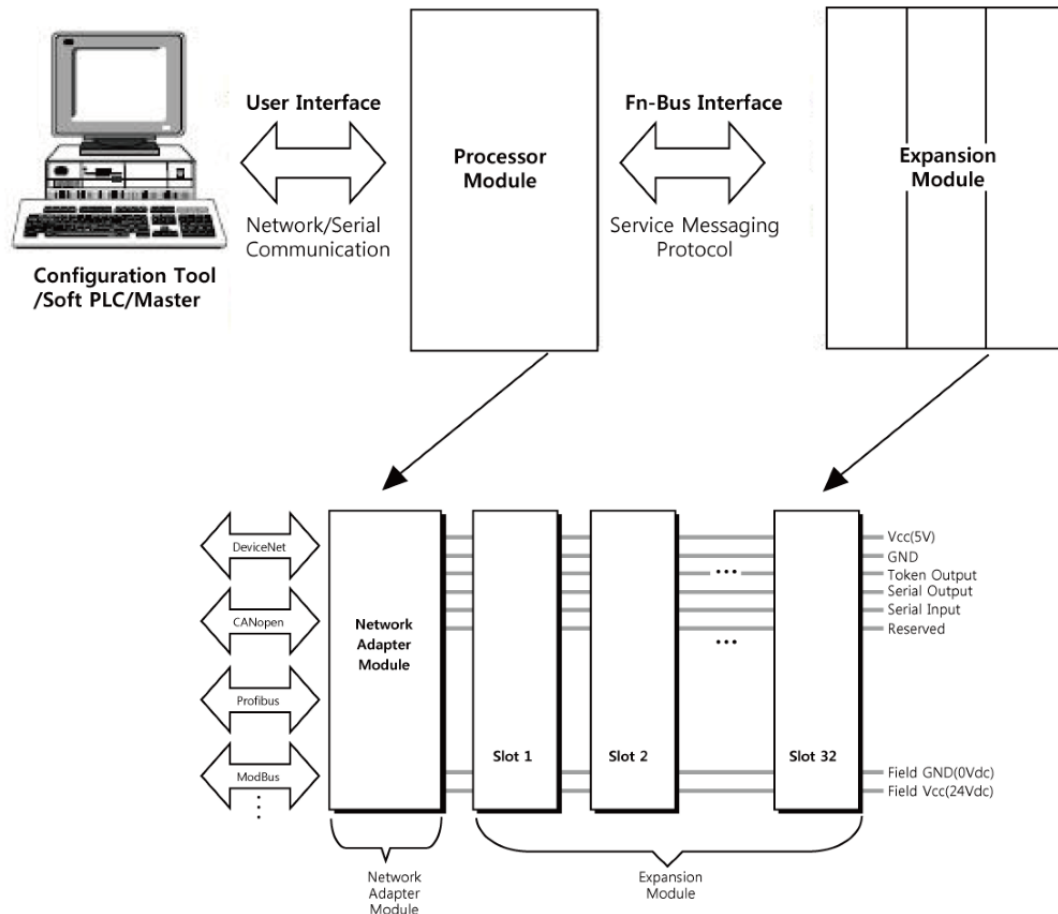 User Interface
Network/Serial
Communication
Configuration Tool
/Soft PLC/Master
Processor
Module
Fn-Bus Interface
Service Messaging
Protocol
Expansion
Module
DeviceNet
CANopen
Profibus
ModBus
Network
Adapter
Module
Slot 1
Slot 2
Slot 32
Vcc(5V)
GND
Token Output
Serial Output
Serial Input
Reserved
Field GND(0Vdc)
Field Vcc(24Vdc)
Network
Adapter
Module
Expansion
Module